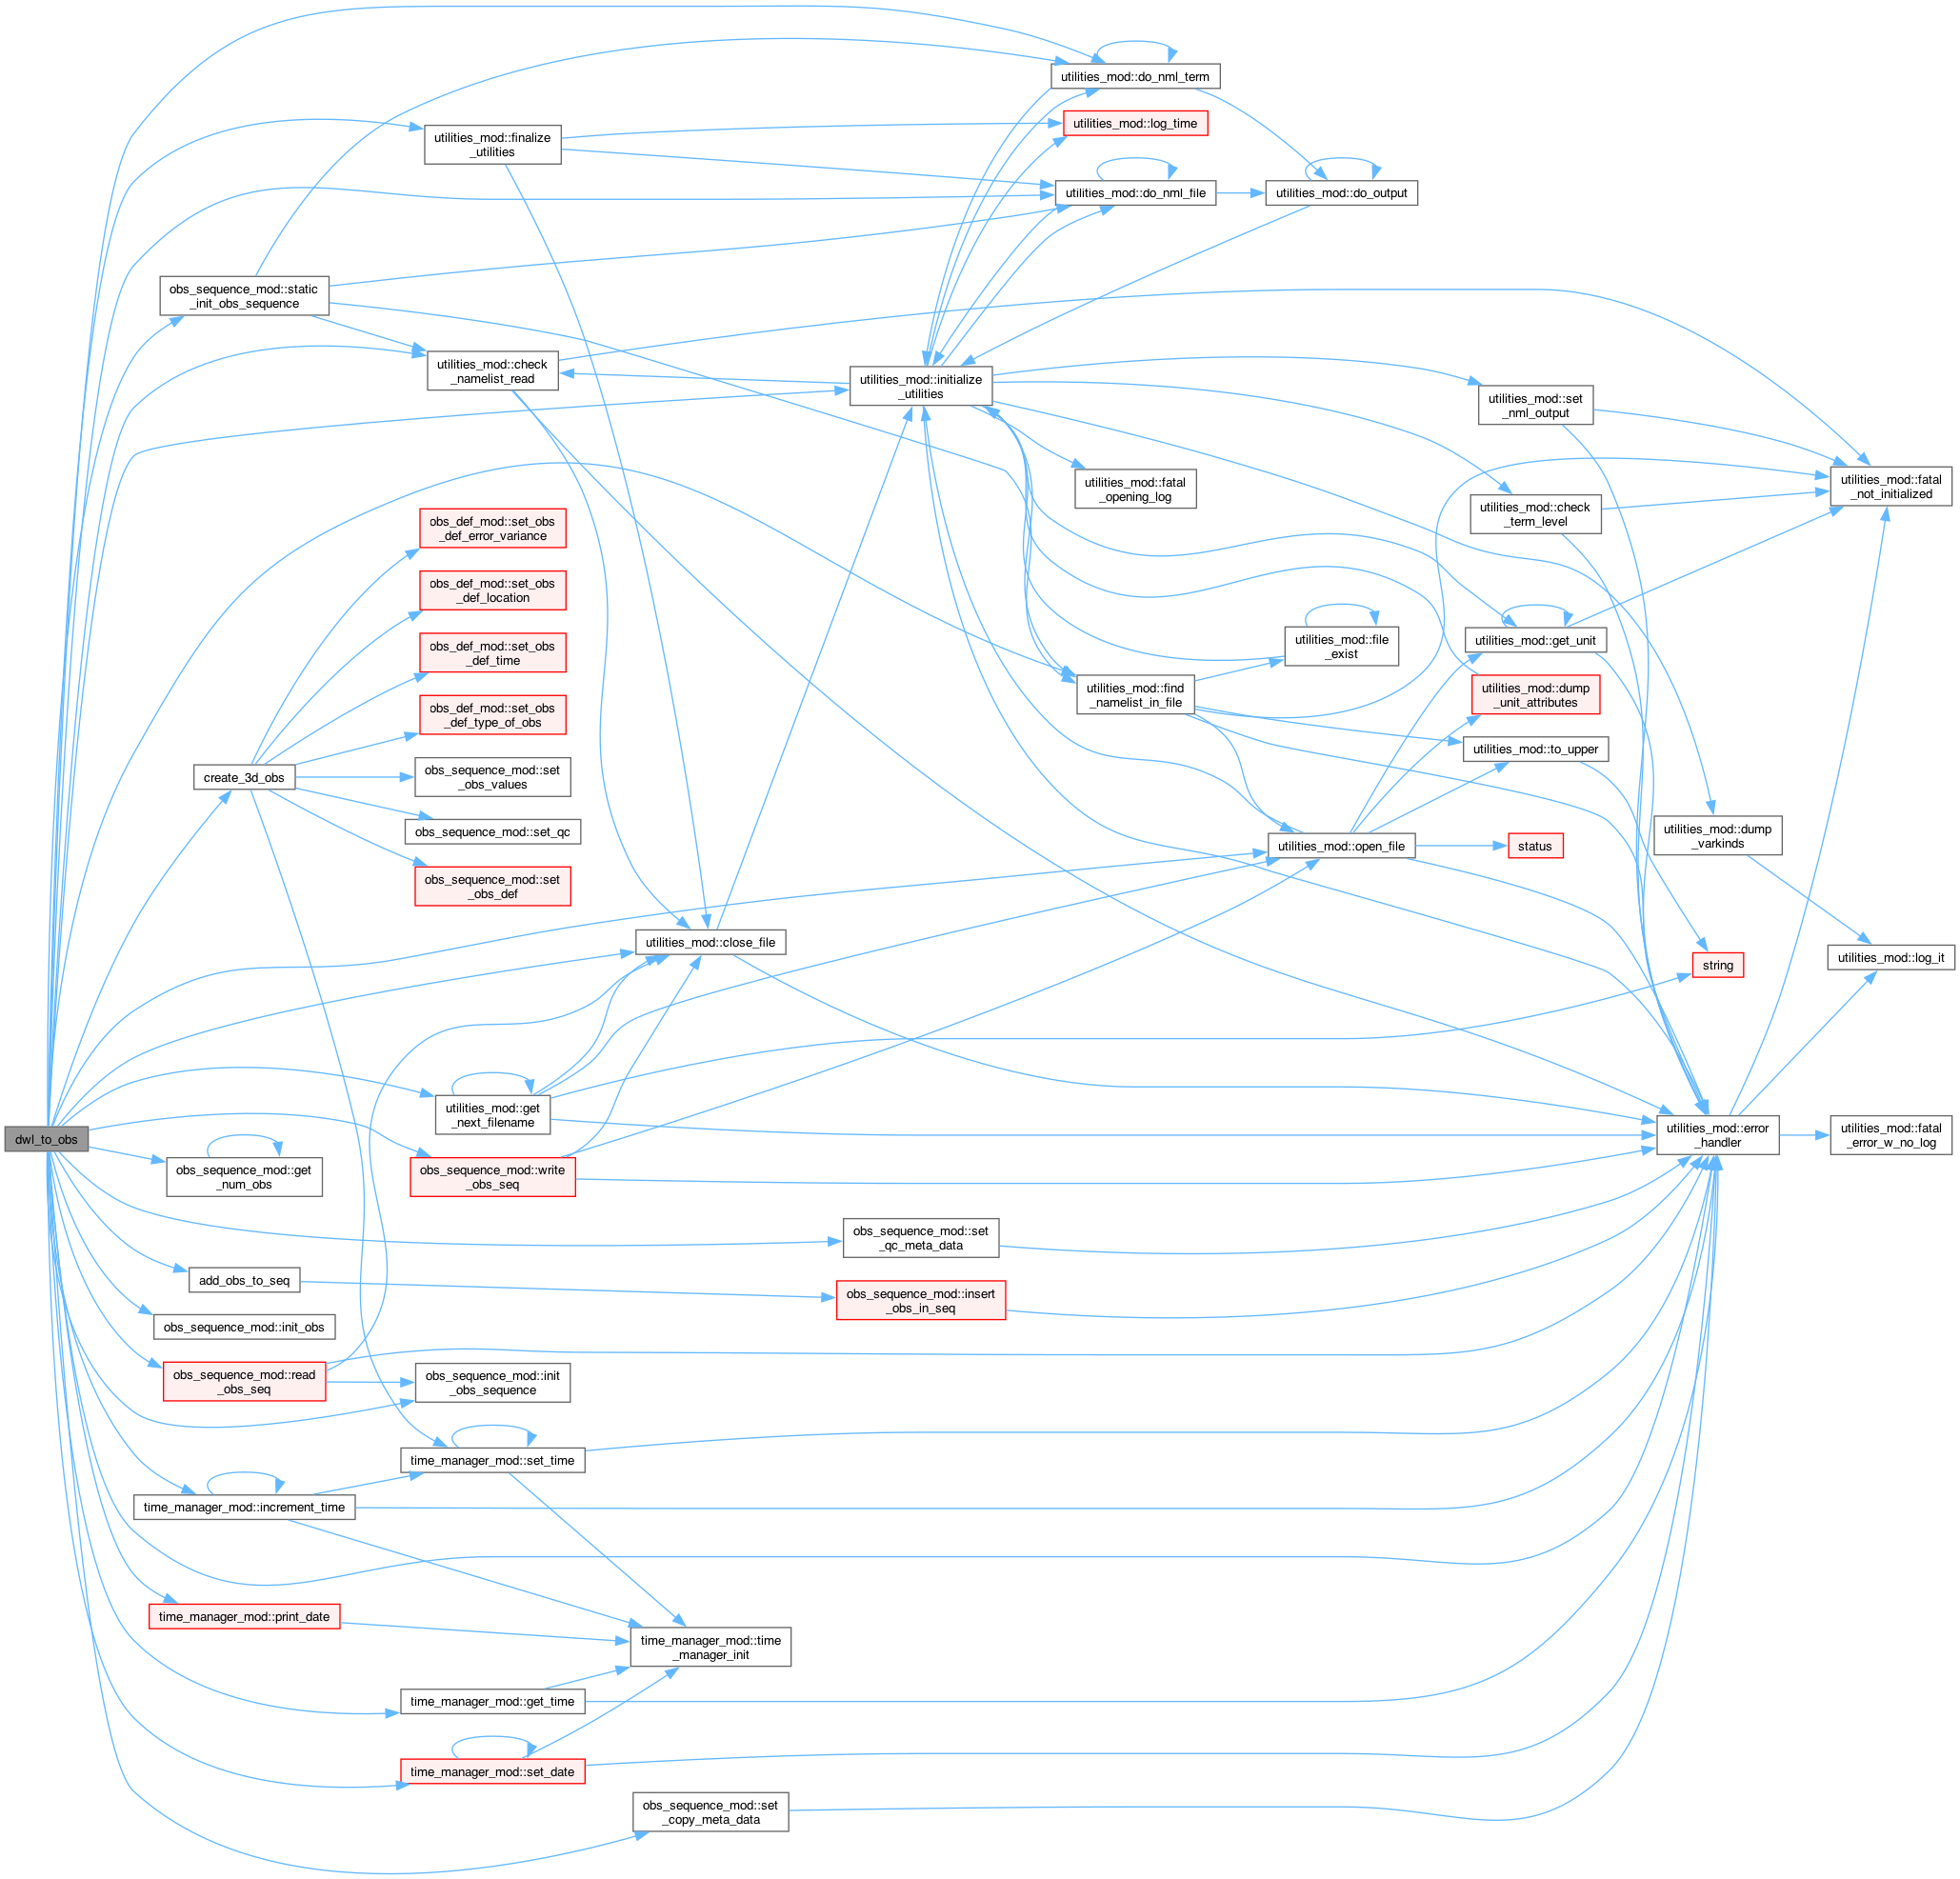 utilities_mod::do_nml_term
utilities_mod::log_time
utilities_mod::finalize
_utilities
utilities_mod::do_nml_file
utilities_mod::do_output
obs_sequence_mod::static
_init_obs_sequence
utilities_mod::check
_namelist_read
utilities_mod::initialize
_utilities
utilities_mod::set
_nml_output
utilities_mod::fatal
_opening_log
utilities_mod::fatal
_not_initialized
utilities_mod::check
_term_level
obs_def_mod::set_obs
_def_error_variance
obs_def_mod::set_obs
_def_location
obs_def_mod::set_obs
_def_time
obs_def_mod::set_obs
_def_type_of_obs
utilities_mod::file
_exist
utilities_mod::get_unit
utilities_mod::find
_namelist_in_file
utilities_mod::dump
_unit_attributes
utilities_mod::to_upper
create_3d_obs
obs_sequence_mod::set
_obs_values
obs_sequence_mod::set_qc
obs_sequence_mod::set
_obs_def
utilities_mod::open_file
status
utilities_mod::dump
_varkinds
utilities_mod::close_file
string
utilities_mod::log_it
utilities_mod::get
_next_filename
dwl_to_obs
utilities_mod::error
_handler
utilities_mod::fatal
_error_w_no_log
obs_sequence_mod::get
_num_obs
obs_sequence_mod::write
_obs_seq
obs_sequence_mod::set
_qc_meta_data
add_obs_to_seq
obs_sequence_mod::insert
_obs_in_seq
obs_sequence_mod::init_obs
obs_sequence_mod::read
_obs_seq
obs_sequence_mod::init
_obs_sequence
time_manager_mod::set_time
time_manager_mod::increment_time
time_manager_mod::print_date
time_manager_mod::time
_manager_init
time_manager_mod::get_time
time_manager_mod::set_date
obs_sequence_mod::set
_copy_meta_data